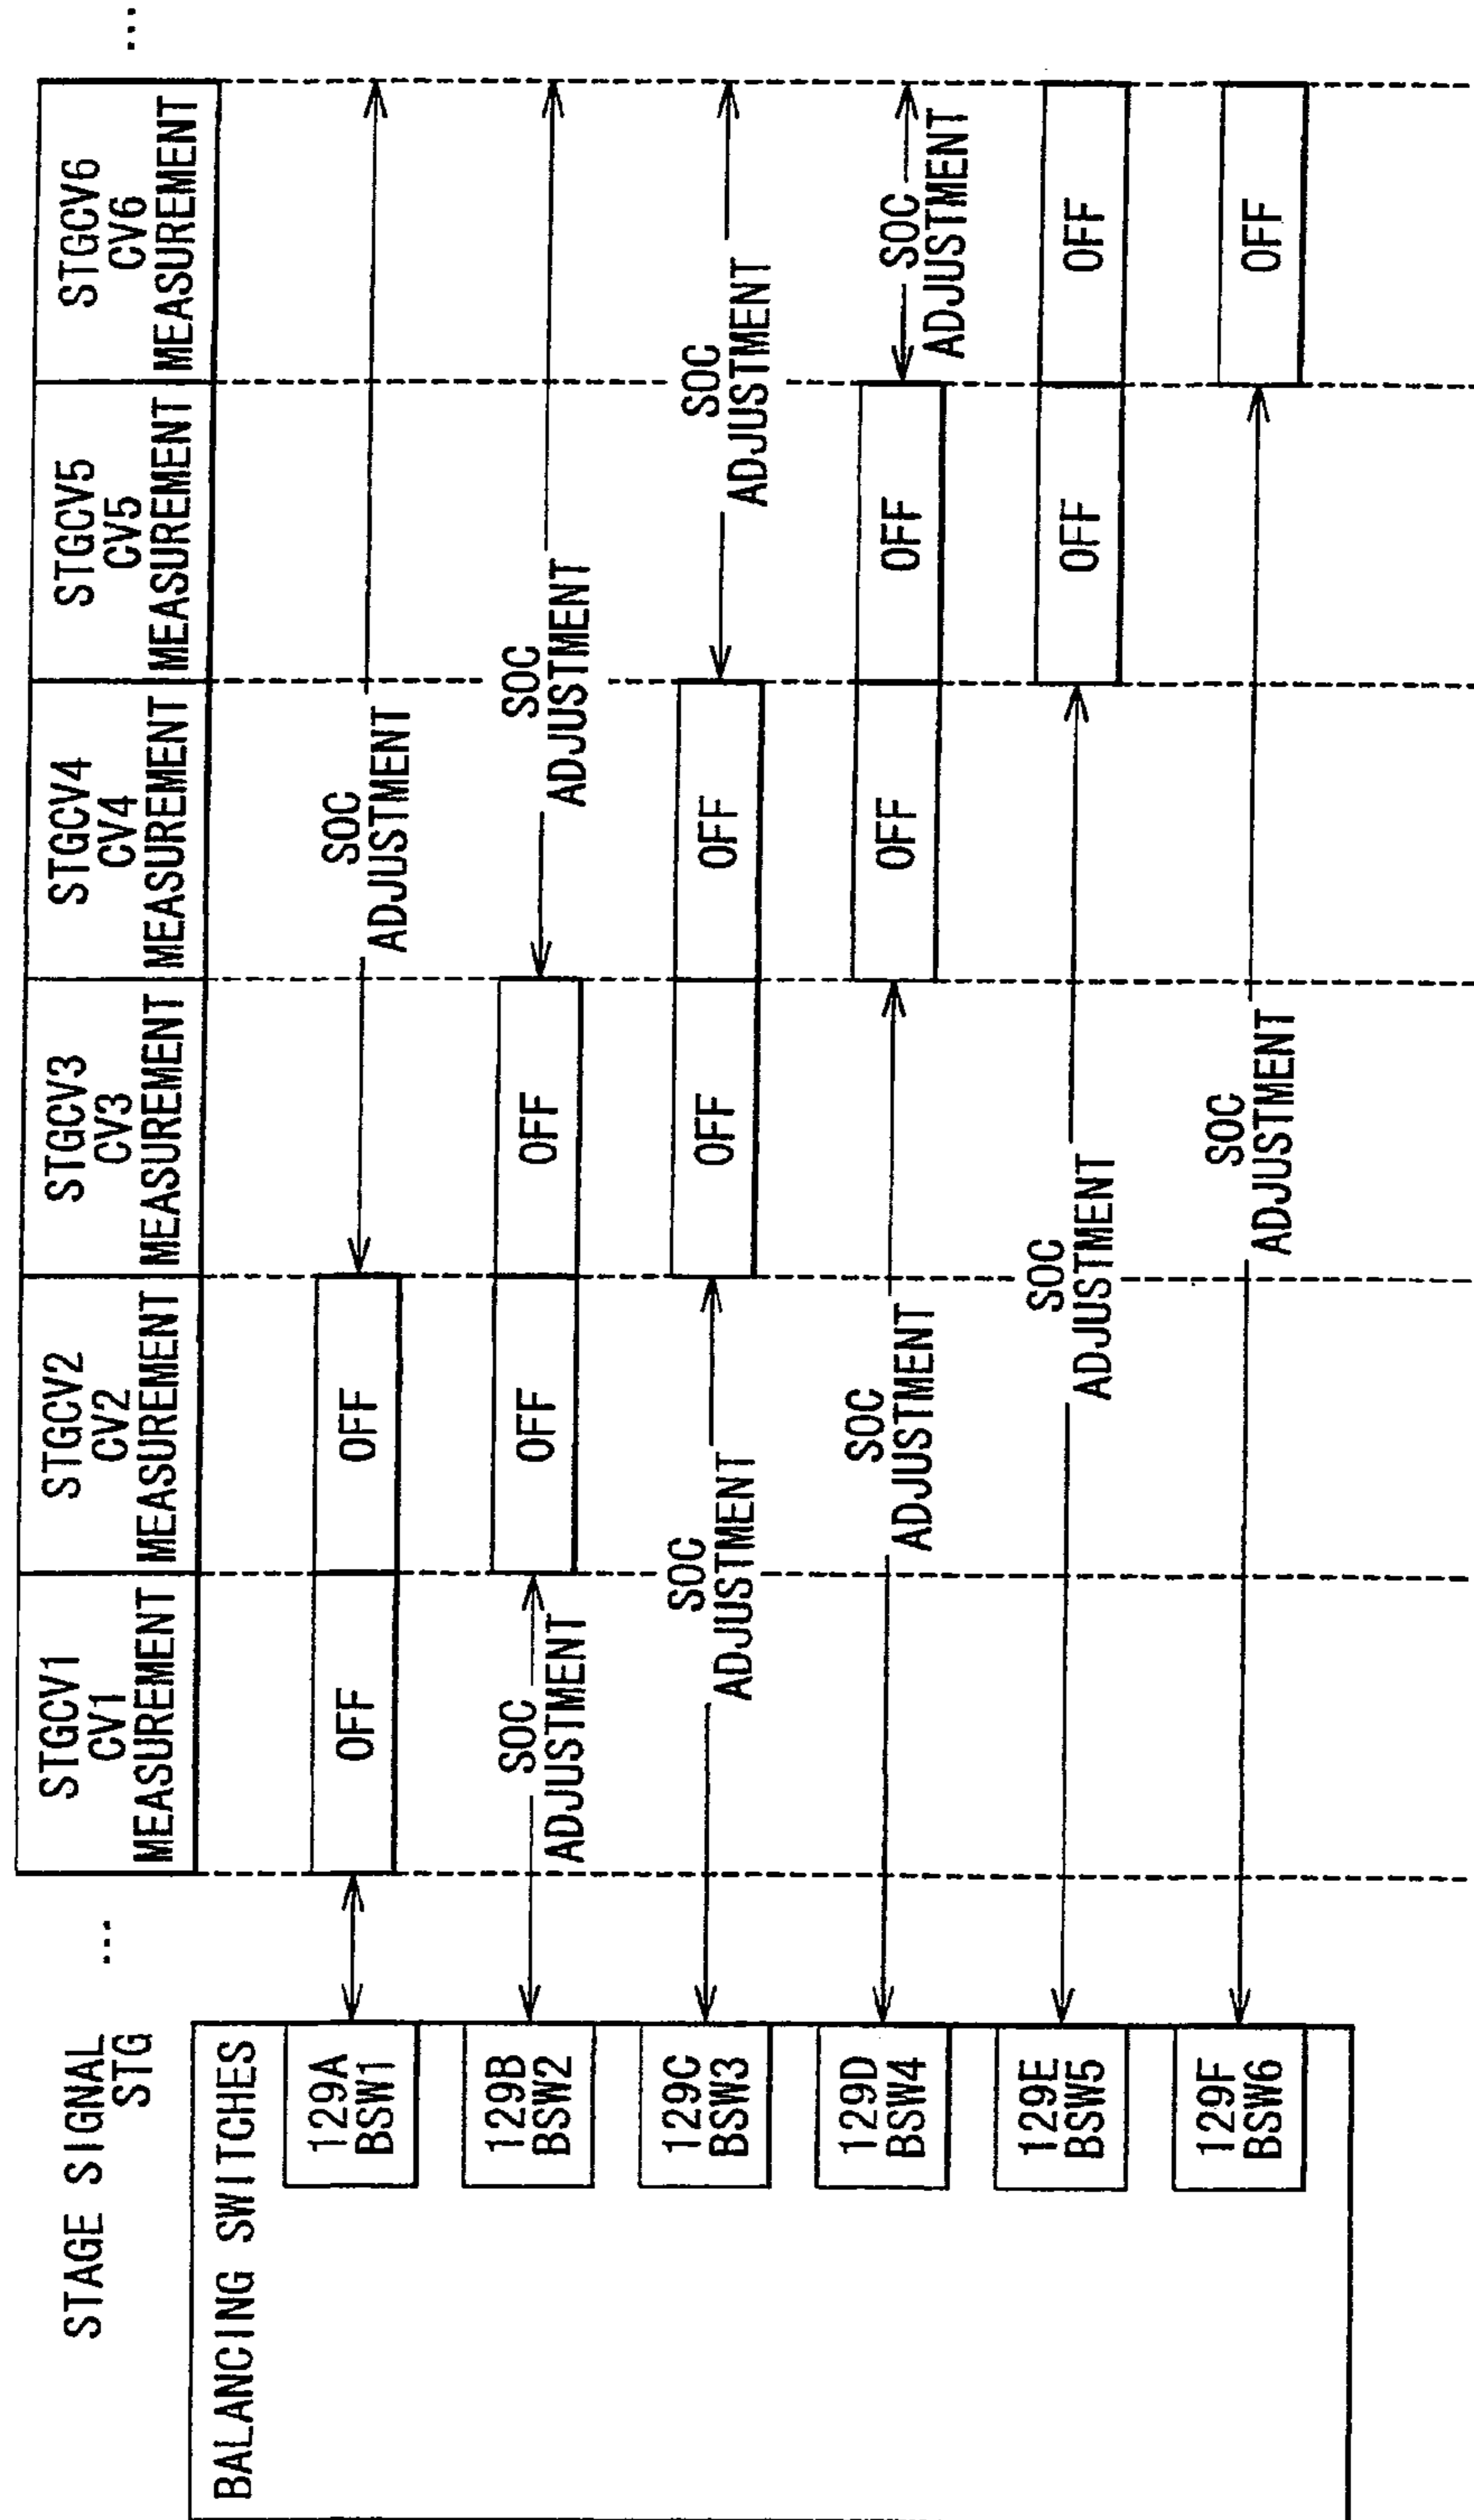 STAGE SIGNAL
STG
...
STGCV1
CV1
MEASUREMENT
STGCV2
CV2
MEASUREMENT
STGCV3
CV3
MEASUREMENT
STGCV4
CV4
MEASUREMENT
STGCV5
CV5
MEASUREMENT
STGCV6
CV6
MEASUREMENT
...
BALANCING SWITCHES
129A
BSW1
OFF
OFF
SOC
ADJUSTMENT
129B
BSW2
SOC
ADJUSTMENT
OFF
OFF
SOC
ADJUSTMENT
129C
BSW3
SOC
ADJUSTMENT
OFF
OFF
SOC
ADJUSTMENT
129D
BSW4
SOC
ADJUSTMENT
OFF
OFF
SOC
ADJUSTMENT
129E
BSW5
SOC
ADJUSTMENT
OFF
OFF
129F
BSW6
SOC
ADJUSTMENT
OFF